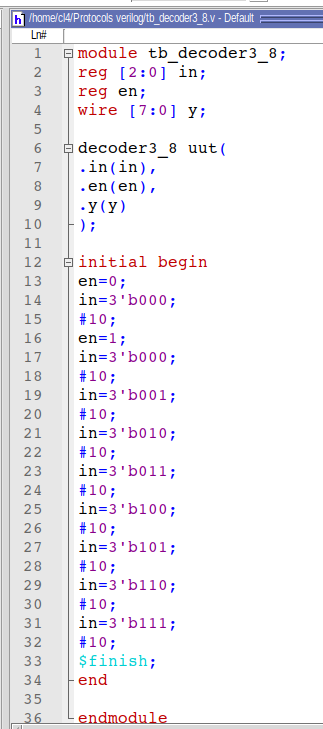 /home/cl4/Protocols verilog/tb_decoder3_8.v - Default
Ln#
1 module tb_decoder3_8;
2 reg [2:0] in;
3 reg en;
4 wire [7:0] y;
5
6 decoder3_8 uut(
7 .in(in),
8 .en(en),
9 .y(y)
10 );
11
12 initial begin
13 en=0;
14 in=3'b000;
15 #10;
16 en=1;
17 in=3'b000;
18 #10;
19 in=3'b001;
20 #10;
21 in=3'b010;
22 #10;
23 in=3'b011;
24 #10;
25 in=3'b100;
26 #10;
27 in=3'b101;
28 #10;
29 in=3'b110;
30 #10;
31 in=3'b111;
32 #10;
33 $finish;
34 end
35
36 endmodule